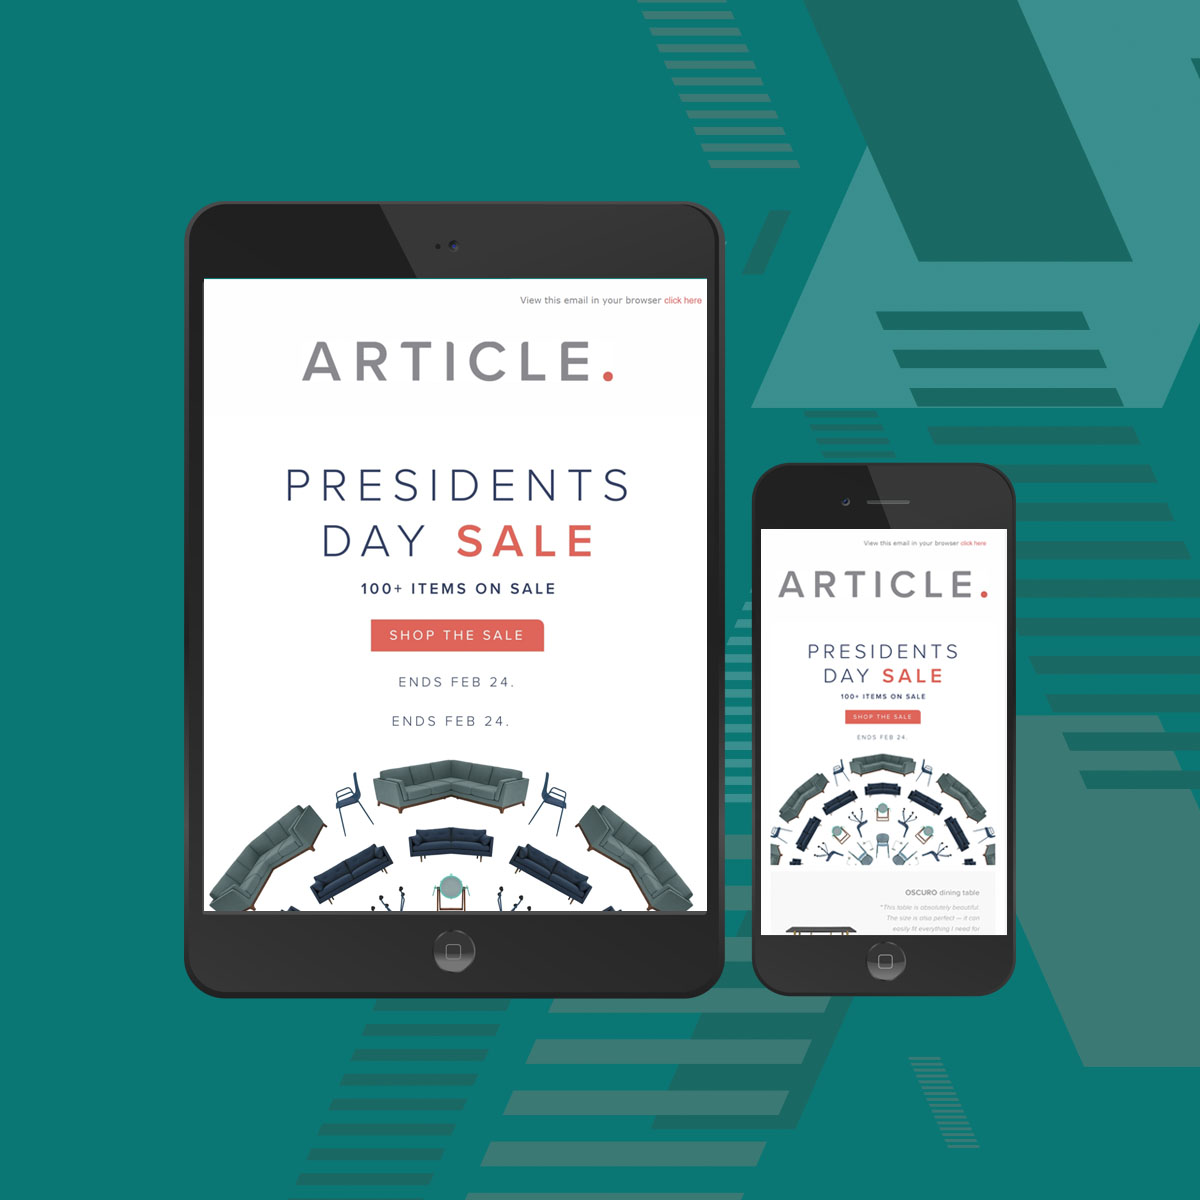 View this email in your browser click here
ARTICLE.
PRESIDENTS
DAY SALE
100+ ITEMS ON SALE
SHOP THE SALE
ENDS FEB 24.
ENDS FEB 24.
View this email in your browser click here
ARTICLE.
PRESIDENTS
DAY SALE
100+ ITEMS ON SALE
SHOP THE SALE
ENDS FEB 24.
OSCURO dining table
"This table is absolutely beautiful.
The size is also perfect — it can
easily fit everything I need for